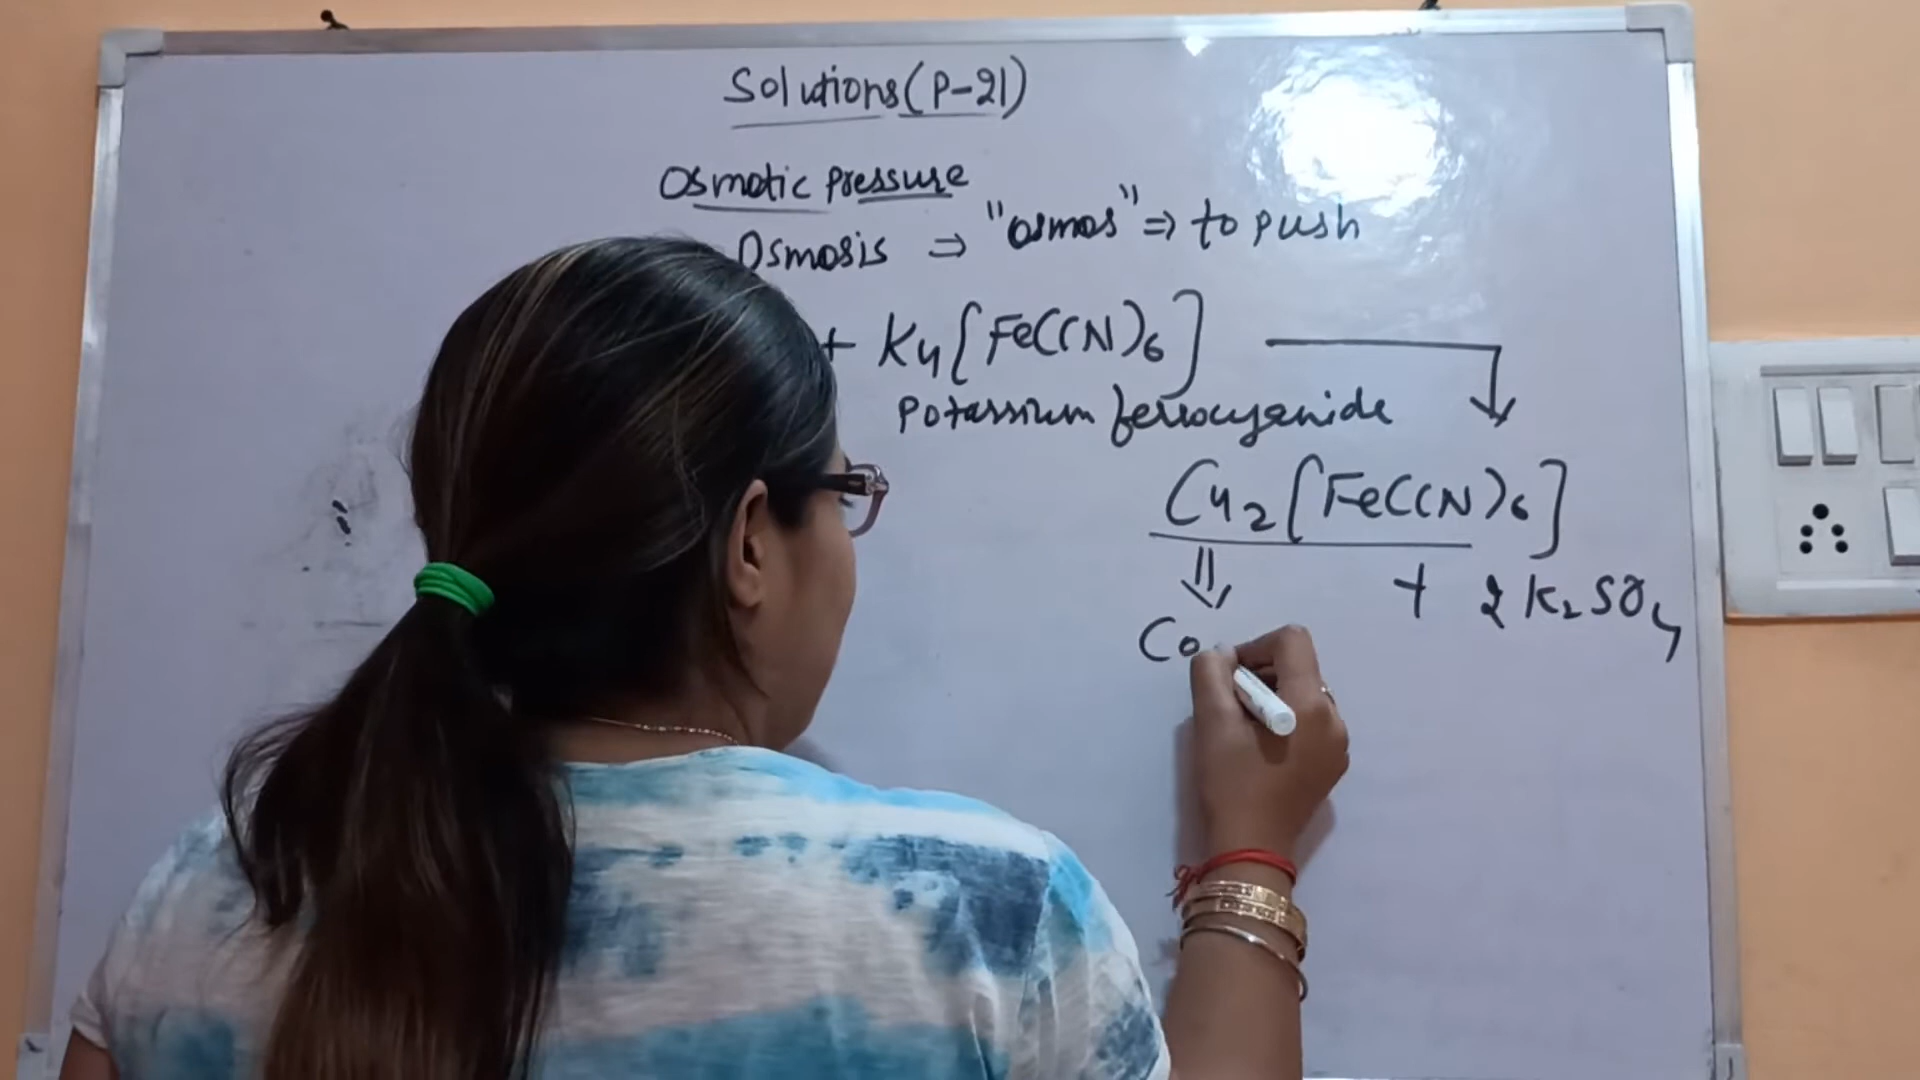 Solutions (P-21)
Osmotic pressure
Osmosis ⇒ "osmos" ⇒ to push
+ K4[Fe(CN)6]
Potassium ferrocyanide
Cu2[Fe(CN)6]
+ 2K2SO4
Co